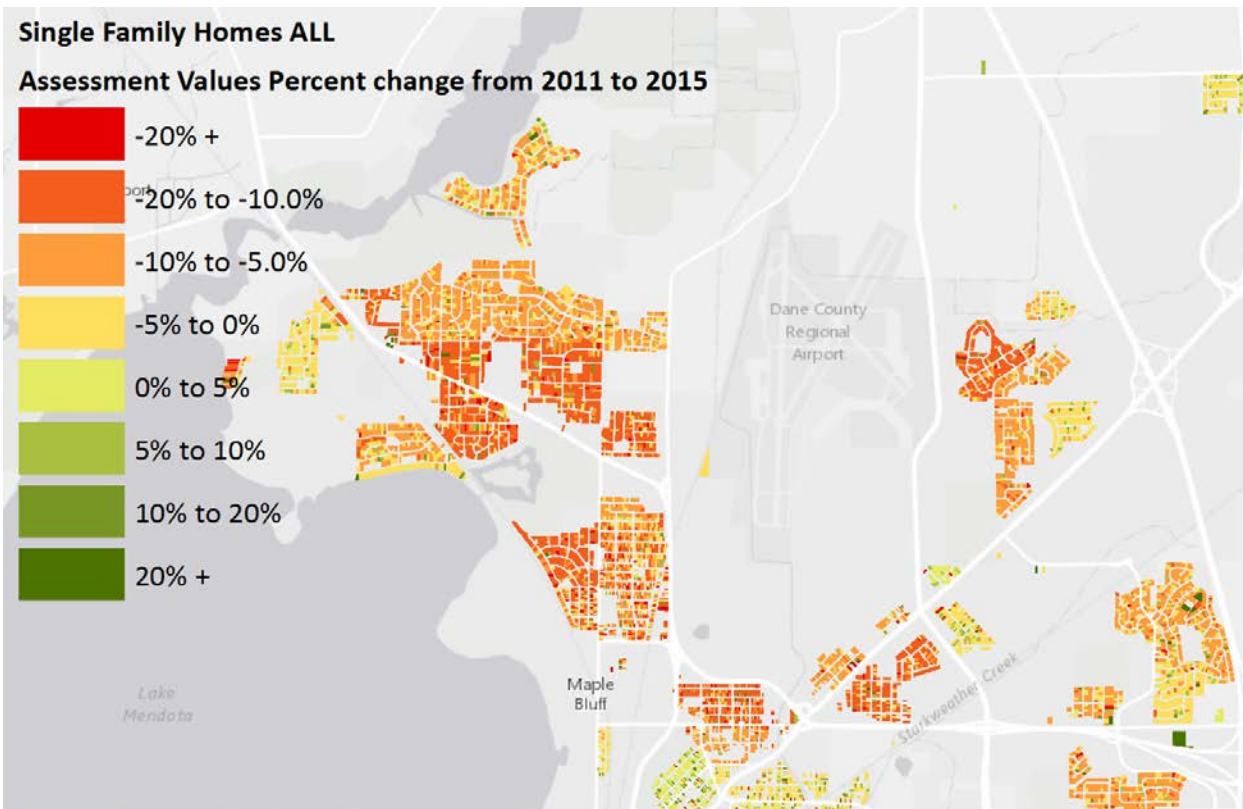 Single Family Homes ALL
Assessment Values Percent change from 2011 to 2015
-20% +
-20% to -10.0%
-10% to -5.0%
-5% to 0%
0% to 5%
5% to 10%
10% to 20%
20% +
port
Dane County
Regional
Airport
Maple
Bluff
Lake
Mendota
Starkweather Creek